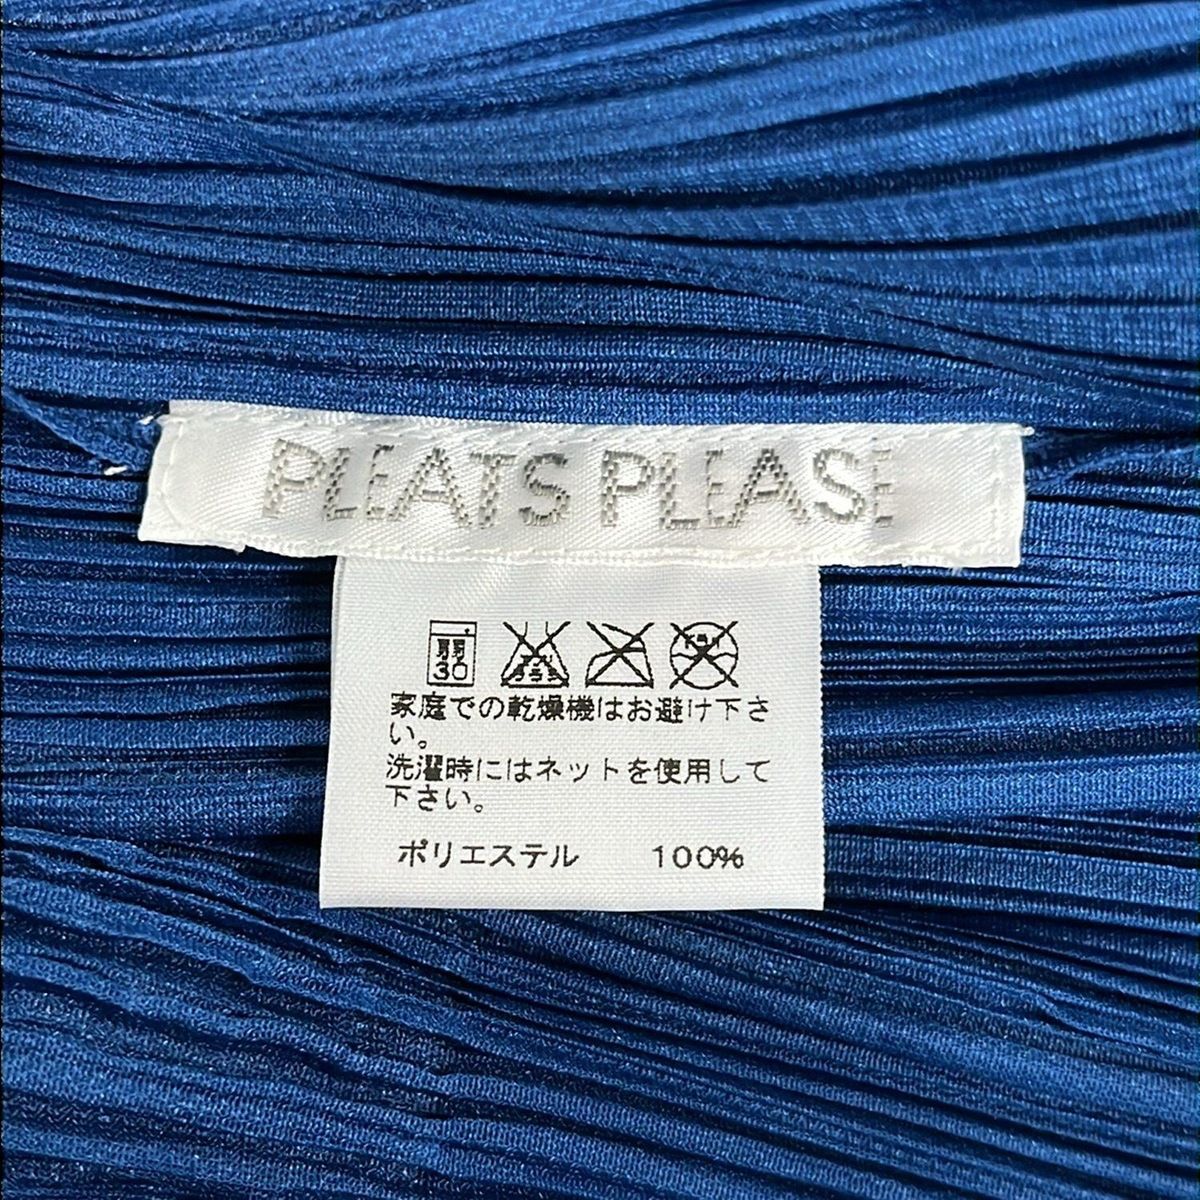 PLEATS PLEASE
弱
30
家庭での乾燥機はお避け下さ
い。
洗濯時にはネットを使用して
下さい。
ポリエステル 100%